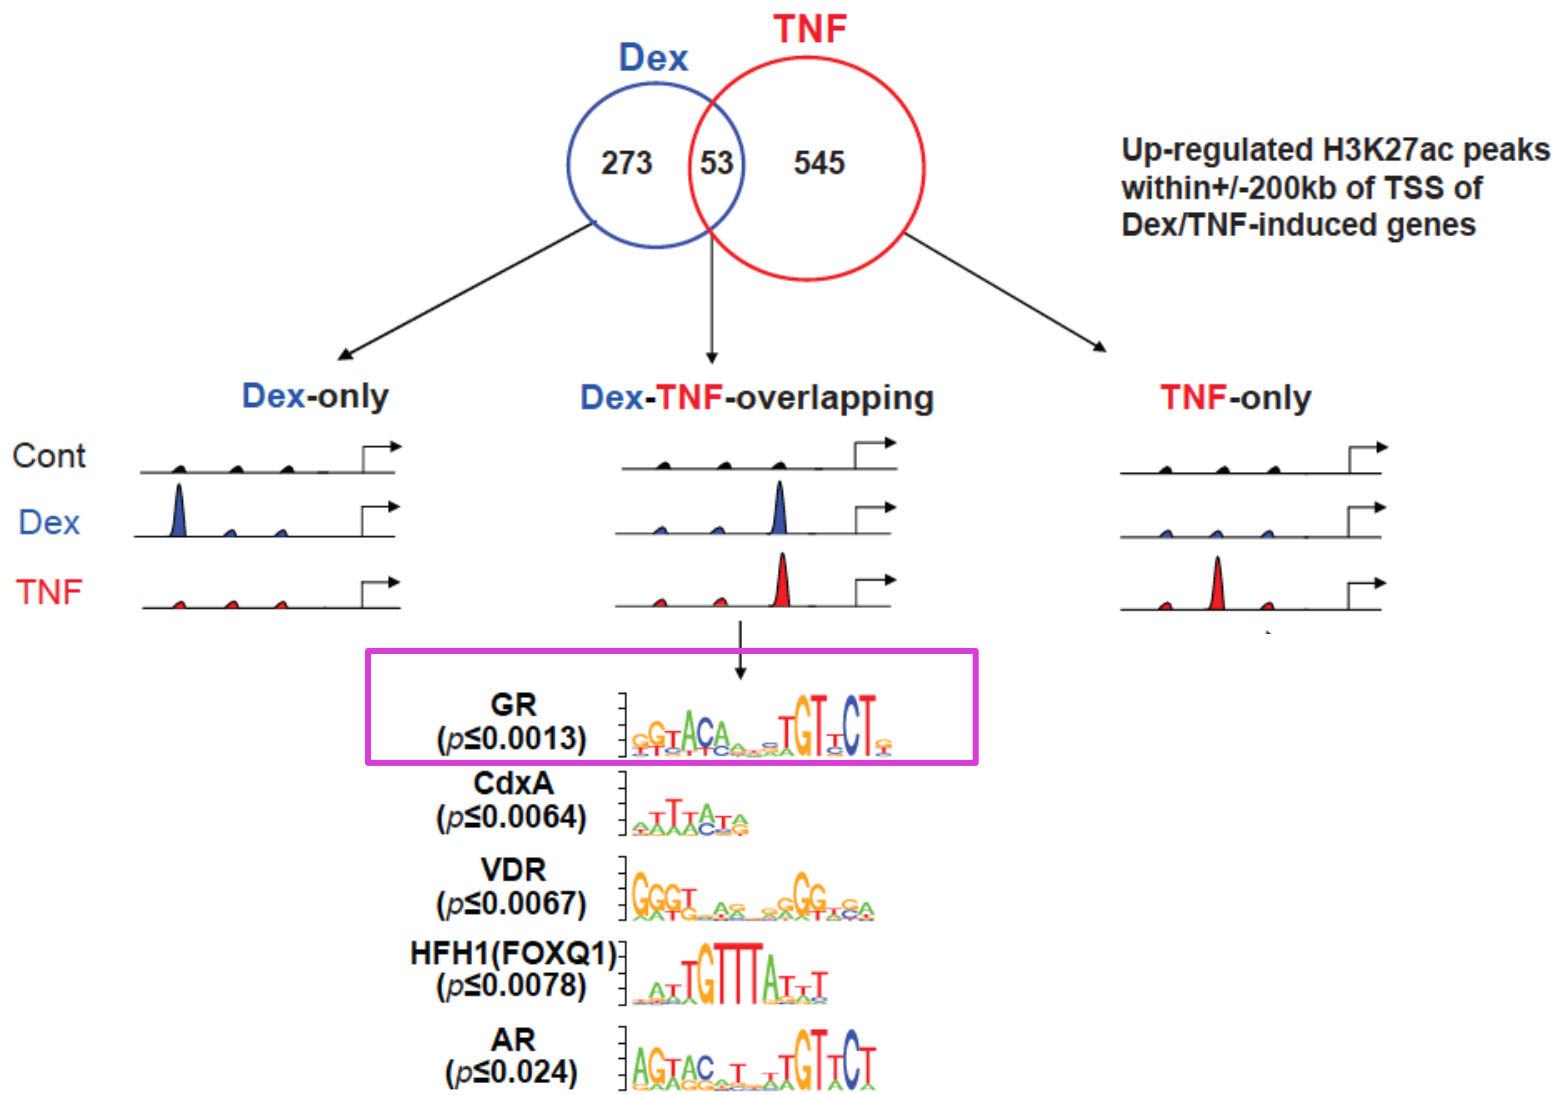 TNF
Dex
273
53
545
Up-regulated H3K27ac peaks
within+/-200kb of TSS of
Dex/TNF-induced genes
Dex-only
Dex-TNF-overlapping
TNF-only
Cont
Dex
TNF
GR
(p≤0.0013)
CdxA
(p≤0.0064)
VDR
(p≤0.0067)
HFH1(FOXQ1)
(p≤0.0078)
AR
(p≤0.024)